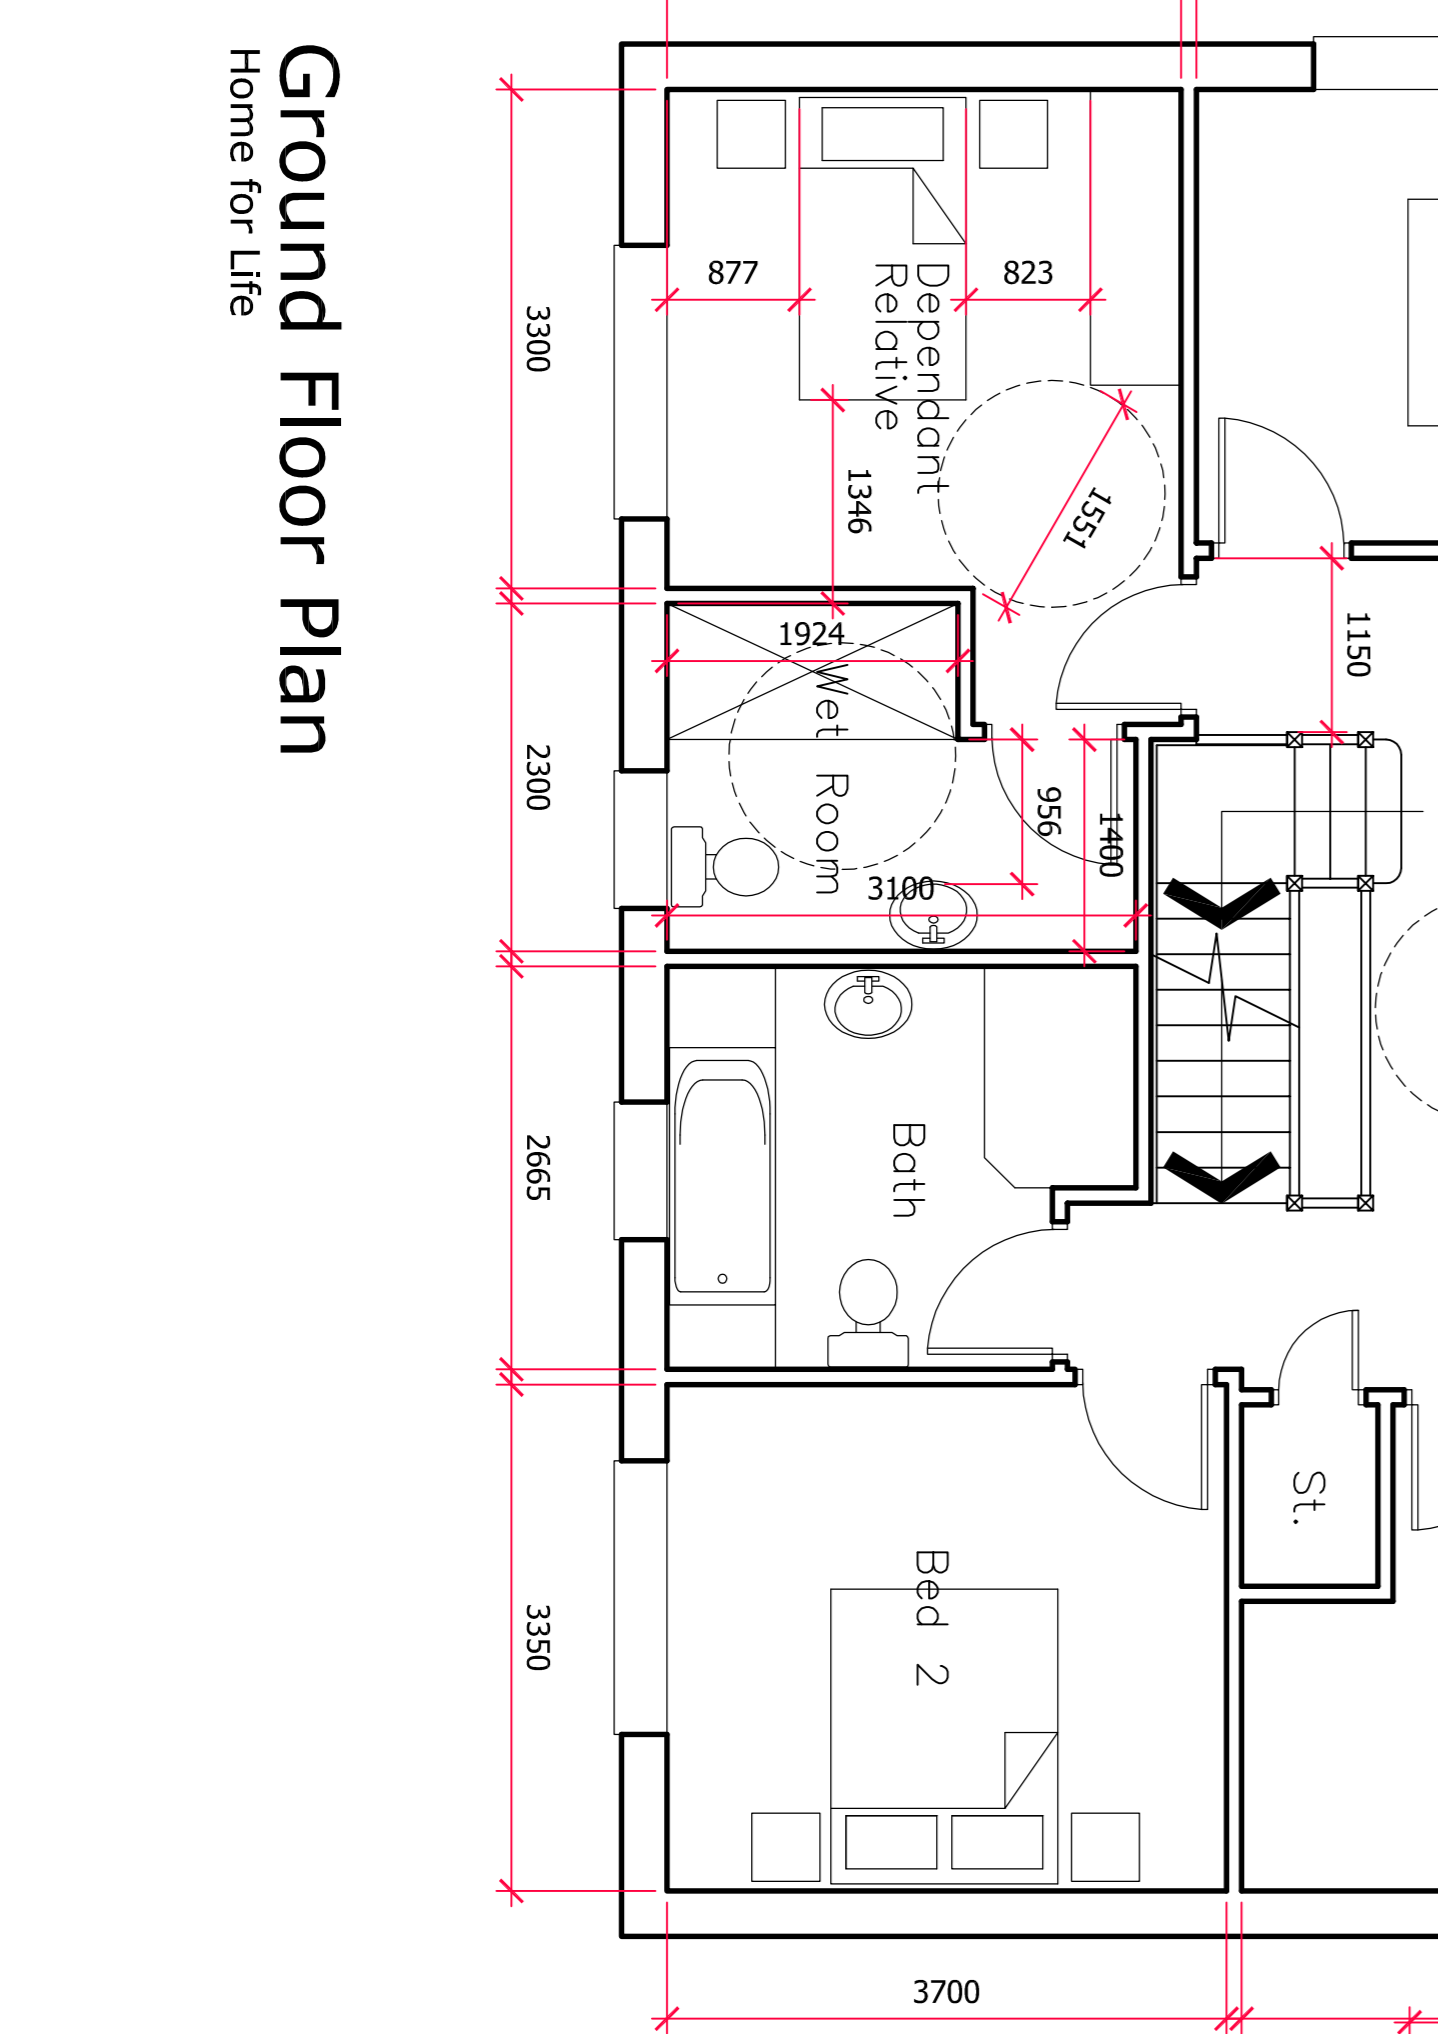 Ground Floor Plan
Home for Life
3300
2300
2665
3350
877
823
Dependant
Relative
1346
1551
1150
1924
Wet Room
956
1400
3100
Bath
St.
Bed 2
3700